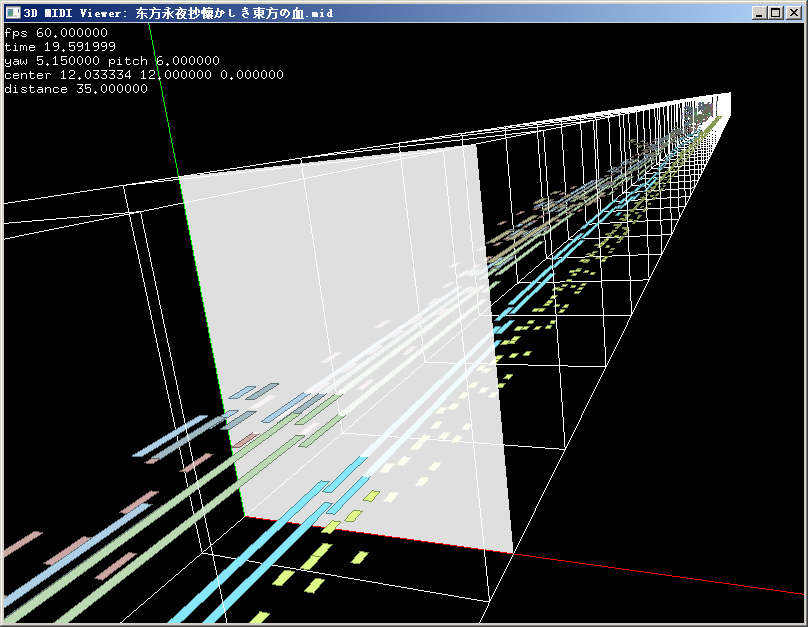 3D MIDI Viewer: 东方永夜抄懐かしき東方の血.mid
fps 60.000000
time 19.591999
yaw 5.150000 pitch 6.000000
center 12.033334 12.000000 0.000000
distance 35.000000